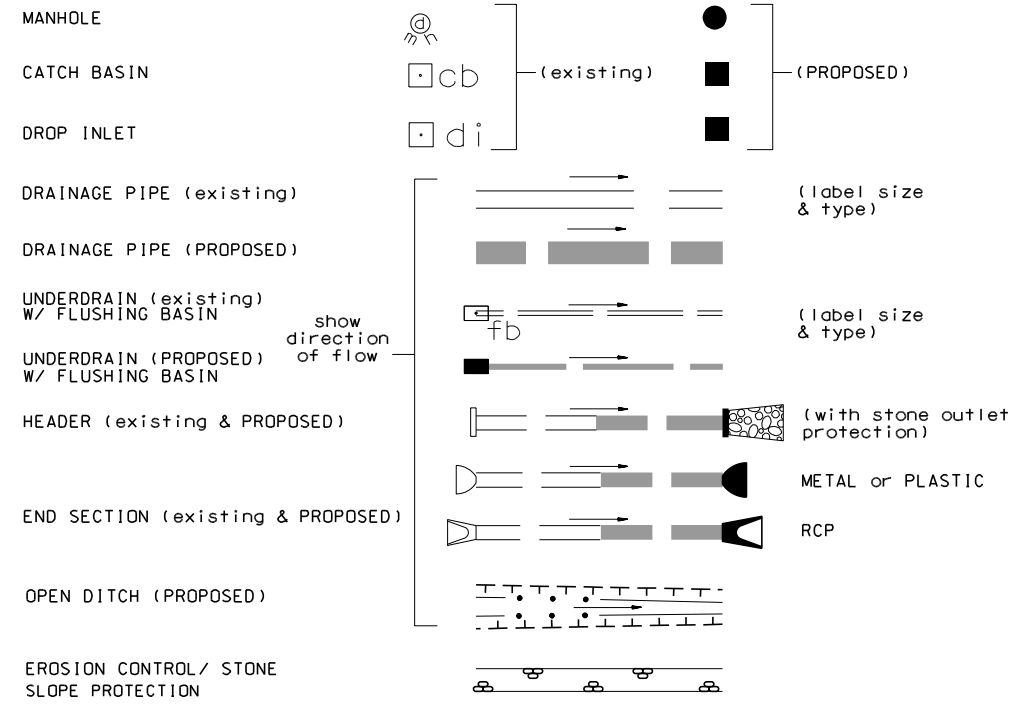 MANHOLE
d
m h
CATCH BASIN
cb
(existing)
(PROPOSED)
DROP INLET
di
DRAINAGE PIPE (existing)
(label size
& type)
DRAINAGE PIPE (PROPOSED)
UNDERDRAIN (existing)
W/ FLUSHING BASIN
fb
(label size
& type)
show
direction
of flow
UNDERDRAIN (PROPOSED)
W/ FLUSHING BASIN
HEADER (existing & PROPOSED)
(with stone outlet
protection)
METAL or PLASTIC
END SECTION (existing & PROPOSED)
RCP
OPEN DITCH (PROPOSED)
EROSION CONTROL/ STONE
SLOPE PROTECTION